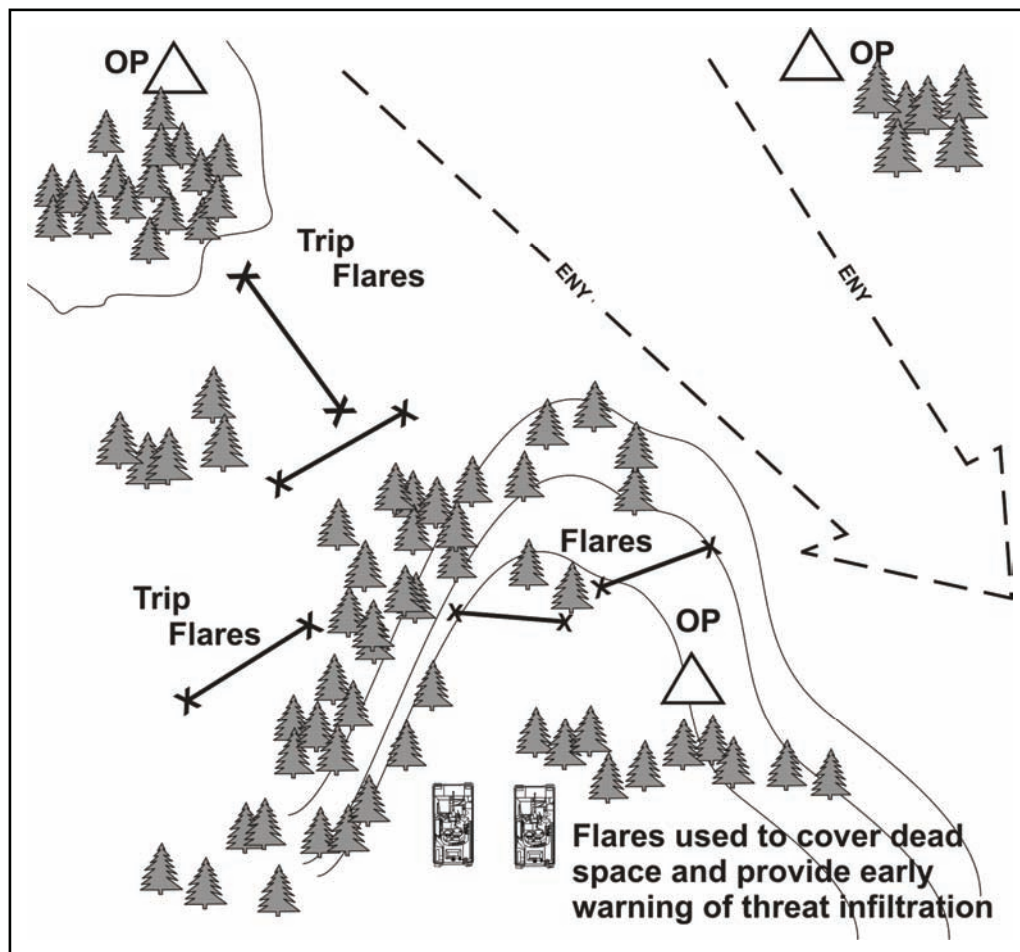 OP
OP
Trip
Flares
ENY
ENY
Flares
Trip
Flares
OP
Flares used to cover dead
space and provide early
warning of threat infiltration